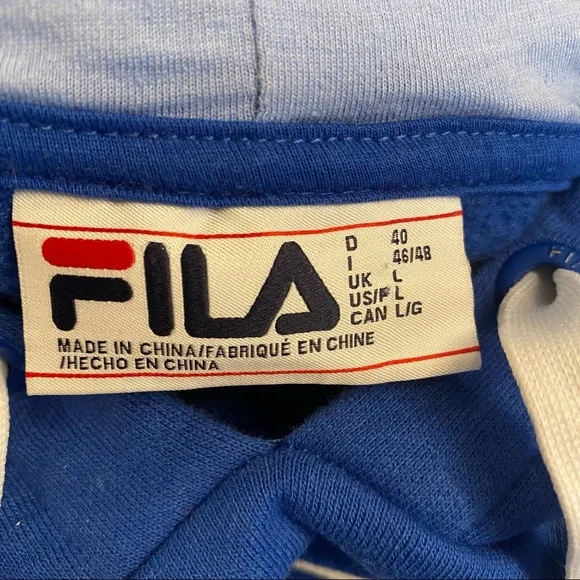 FILA
D 40
I 46/48
UK L
US/F L
CAN L/G
MADE IN CHINA/FABRIQUÉ EN CHINE
/HECHO EN CHINA